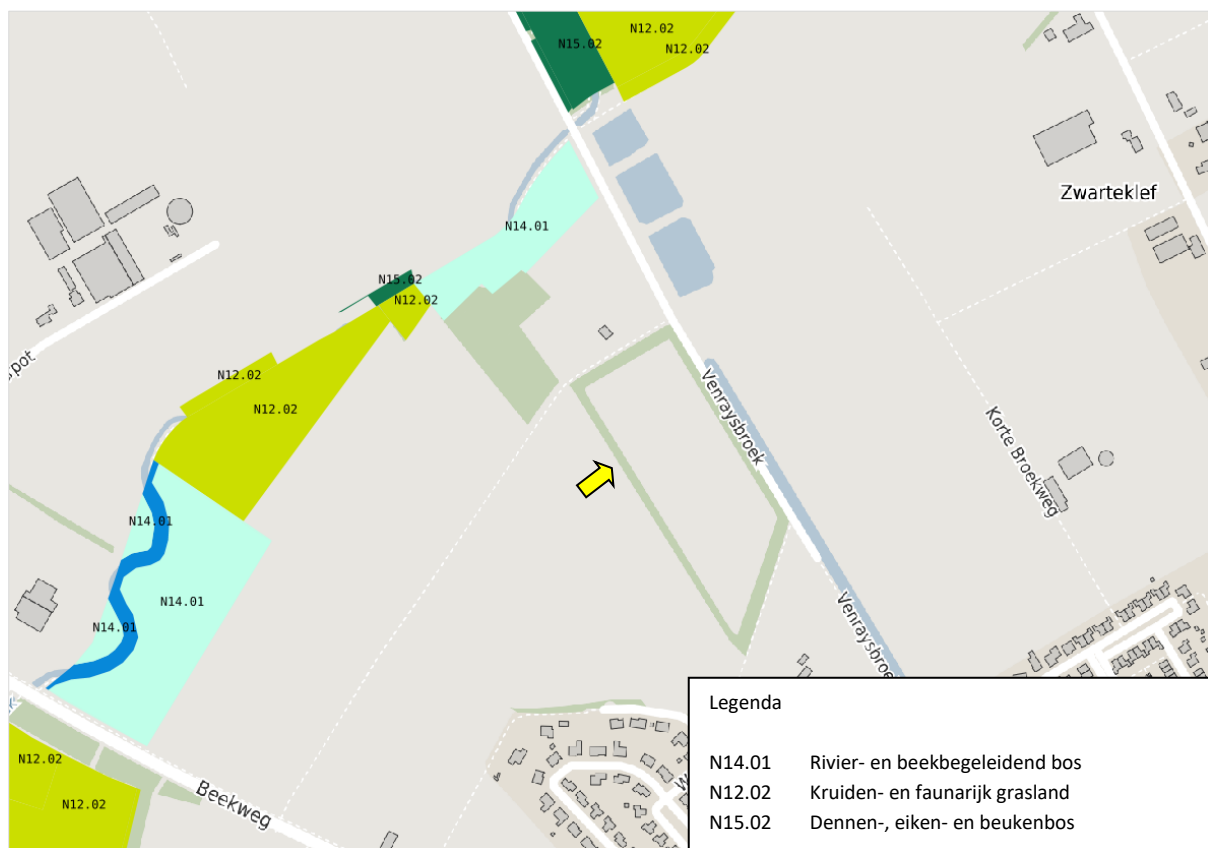 N15.02
N12.02
N12.02
Zwarteklef
N14.01
N15.02
N12.02
pot
N12.02
N12.02
Venraysbroek
Korte Broekweg
N14.01
N14.01
N14.01
Venraysbroe
N12.02
N12.02
Beekweg
W
Legenda
N14.01 Rivier- en beekbegeleidend bos
N12.02 Kruiden- en faunarijk grasland
N15.02 Dennen-, eiken- en beukenbos